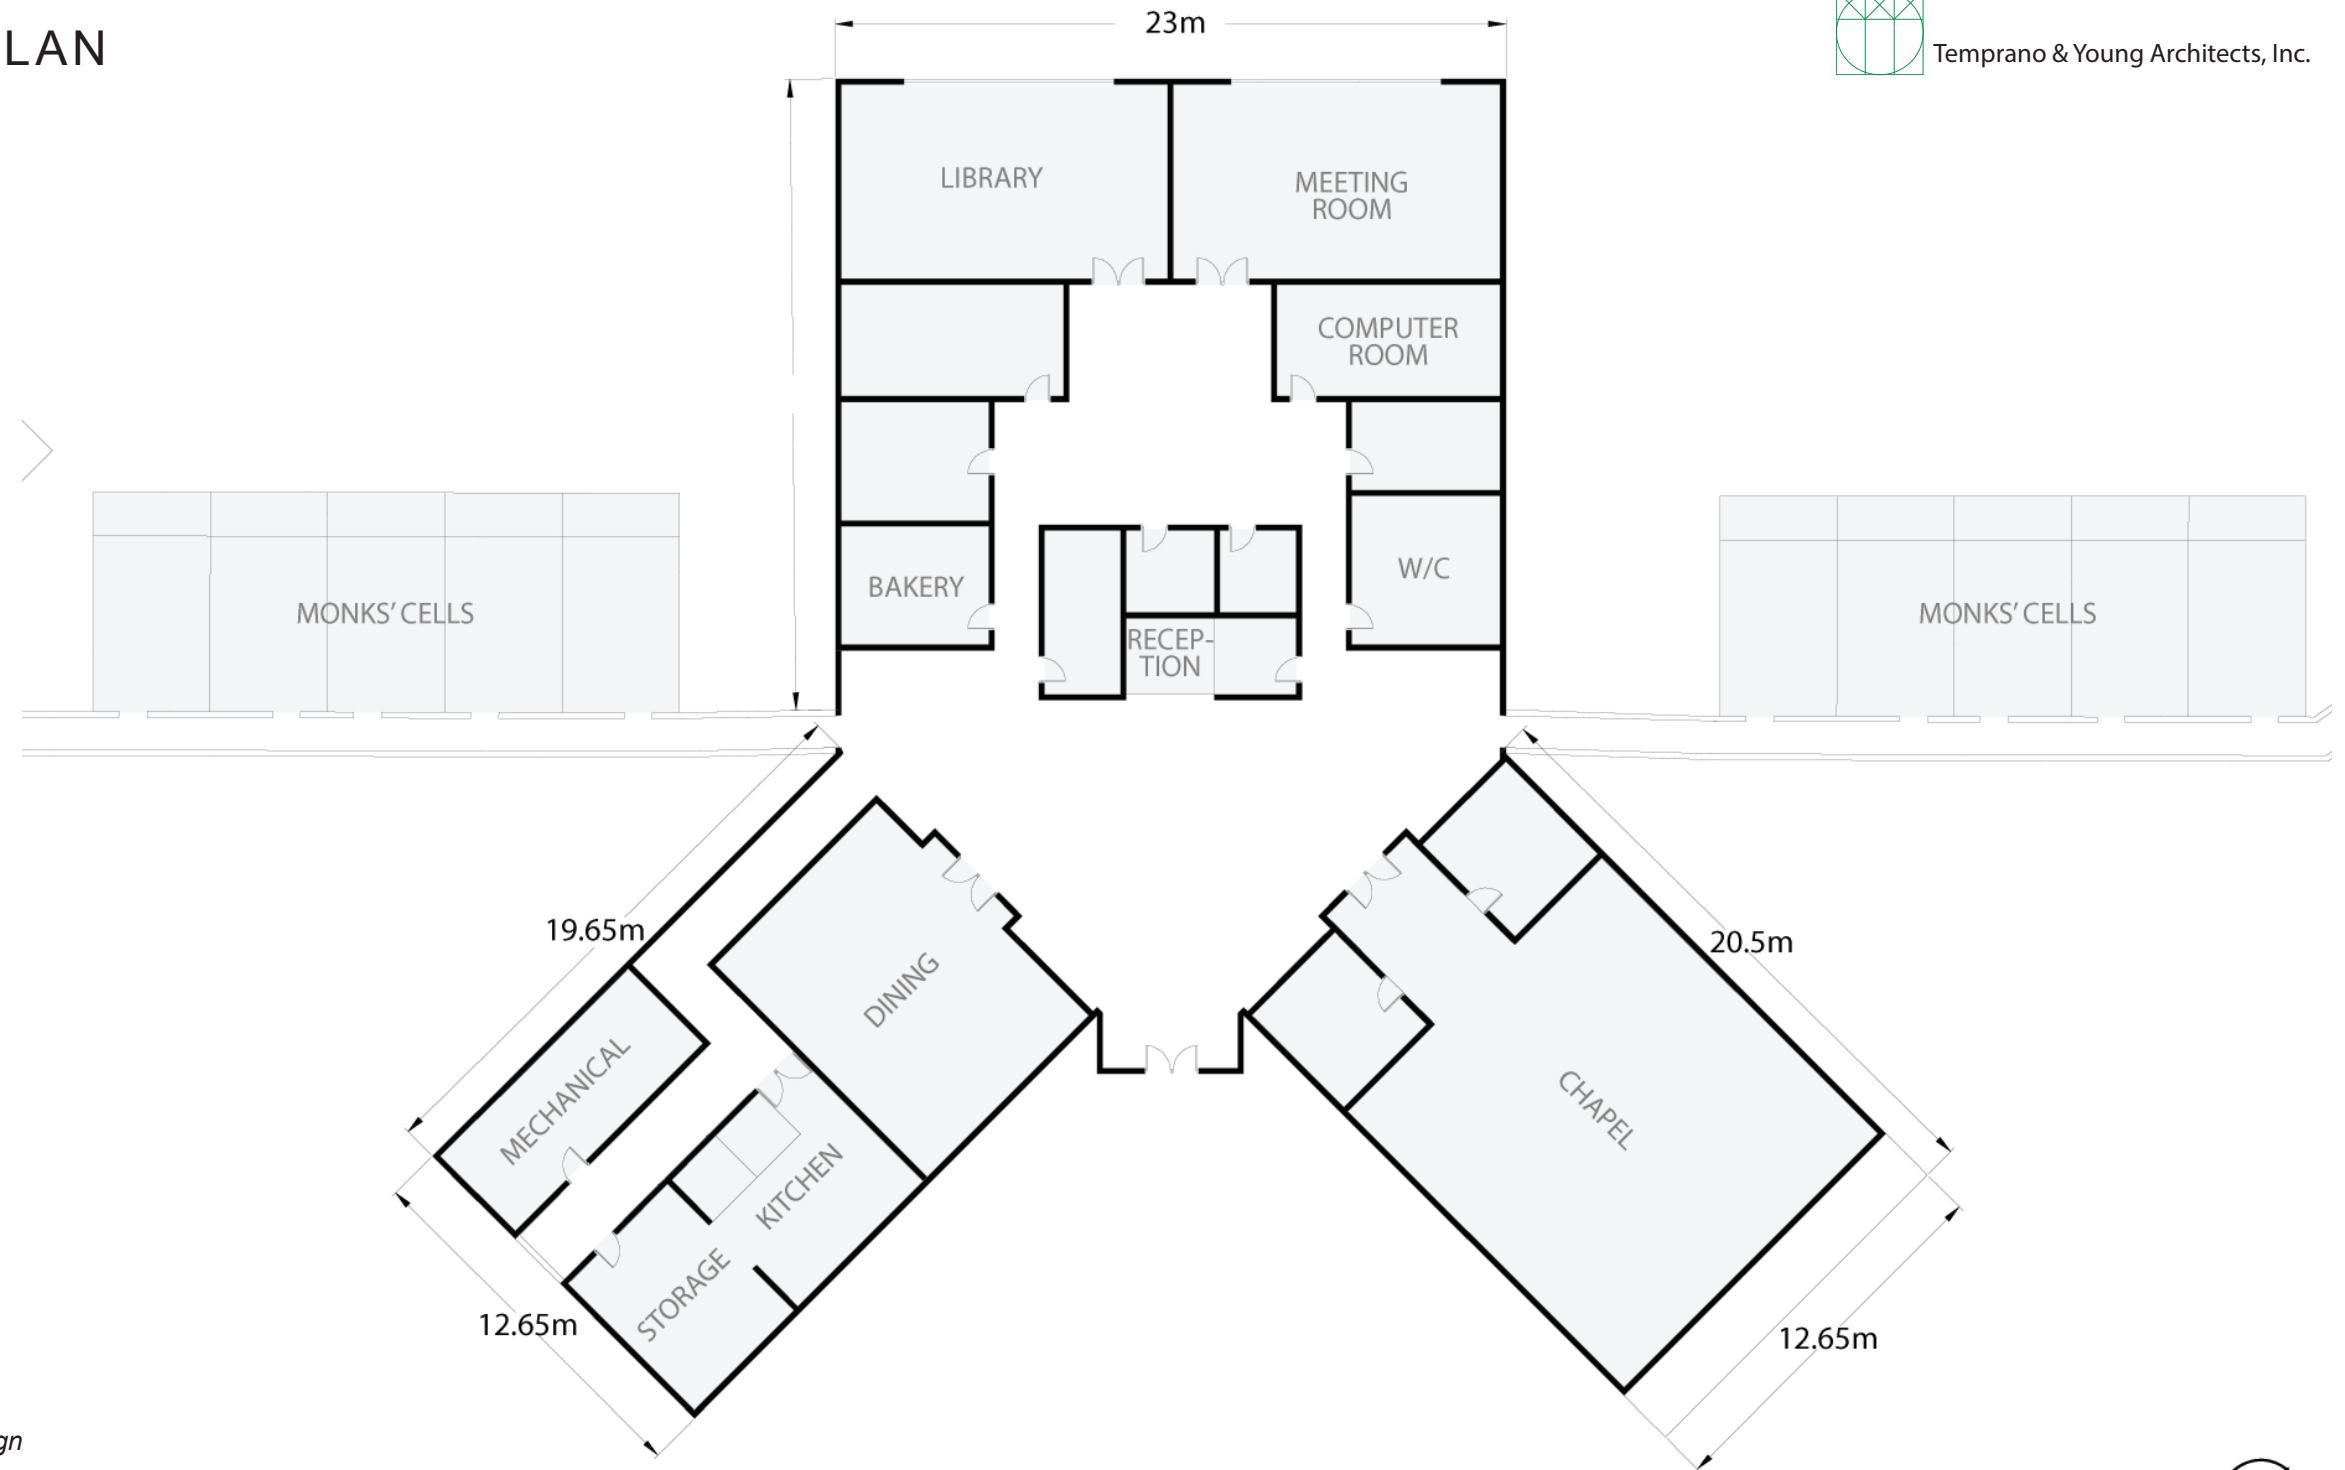 LAN
23m
Temprano & Young Architects, Inc.
LIBRARY
MEETING
ROOM
COMPUTER
ROOM
BAKERY
W/C
RECEP-
TION
MONKS’ CELLS
MONKS’ CELLS
19.65m
20.5m
DINING
MECHANICAL
CHAPEL
KITCHEN
STORAGE
12.65m
12.65m
gn